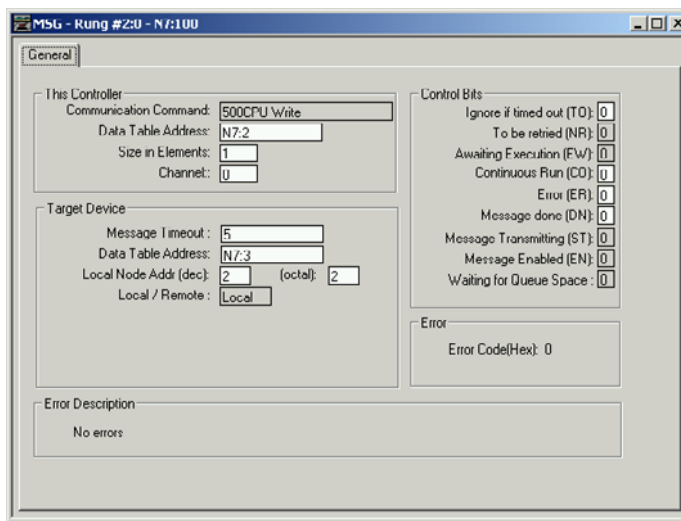 MSG - Rung #2:0 - N7:100
General
This Controller
Communication Command: 500CPU Write
Data Table Address: N7:2
Size in Elements: 1
Channel: 0
Target Device
Message Timeout : 5
Data Table Address: N7:3
Local Node Addr (dec): 2 (octal): 2
Local / Remote : Local
Control Bits
Ignore if timed out (TO): 0
To be retried (NR): 0
Awaiting Execution (EW): 0
Continuous Run (CO): 0
Error (ER): 0
Message done (DN): 0
Message Transmitting (ST): 0
Message Enabled (EN): 0
Waiting for Queue Space : 0
Error
Error Code(Hex): 0
Error Description
No errors